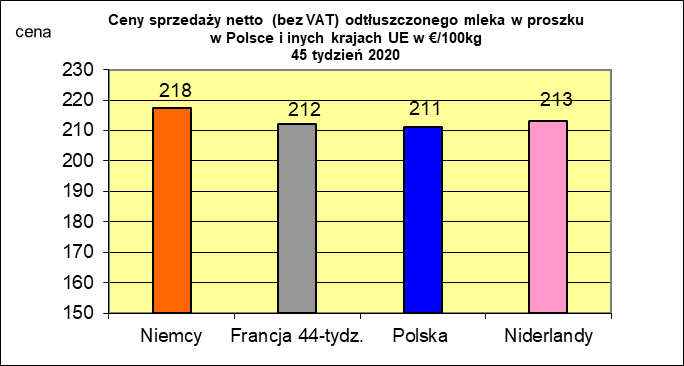 Ceny sprzedaży netto (bez VAT) odtłuszczonego mleka w proszku
w Polsce i inych krajach UE w €/100kg
45 tydzień 2020
cena
230
220
210
200
190
180
170
160
150
218
212
211
213
Niemcy
Francja 44-tydz.
Polska
Niderlandy